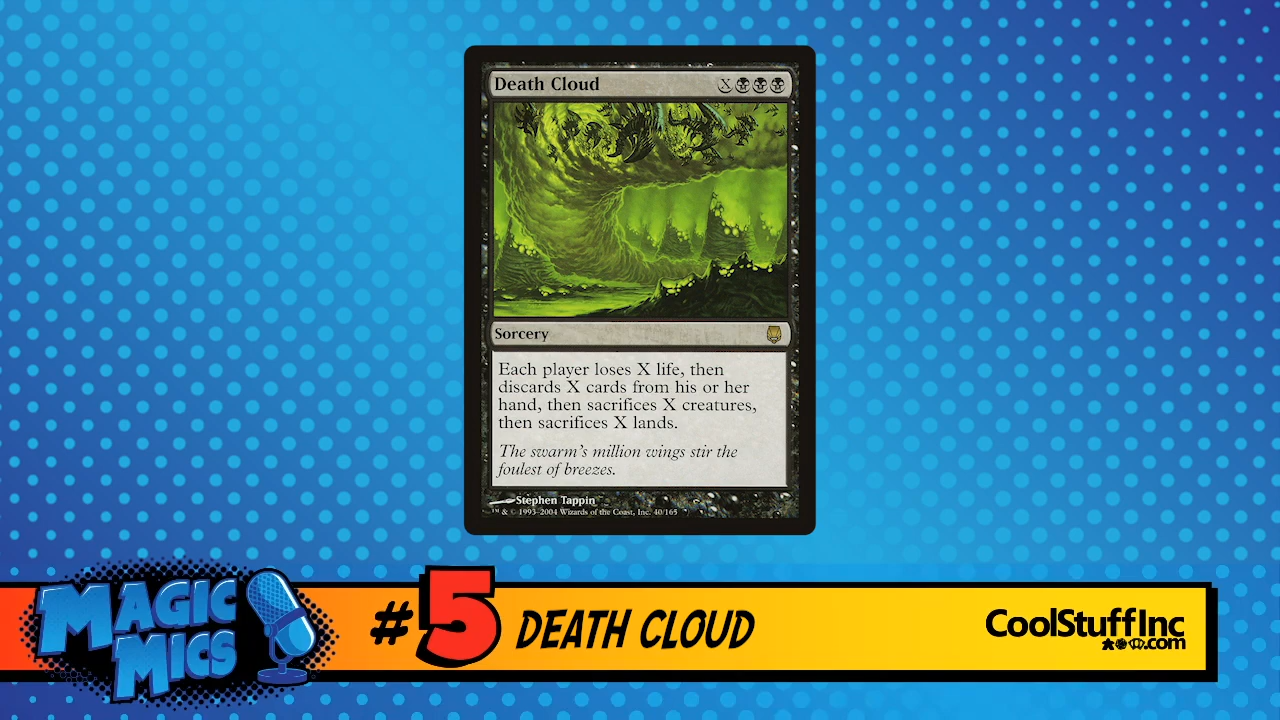 Death Cloud X
Sorcery
Each player loses X life, then
discards X cards from his or her
hand, then sacrifices X creatures,
then sacrifices X lands.
The swarm's million wings stir the
foulest of breezes.
Stephen Tappin
™ & © 1993–2004 Wizards of the Coast, Inc. 40/165
MAGIC
MICS
#5 DEATH CLOUD
CoolStuffInc
.com